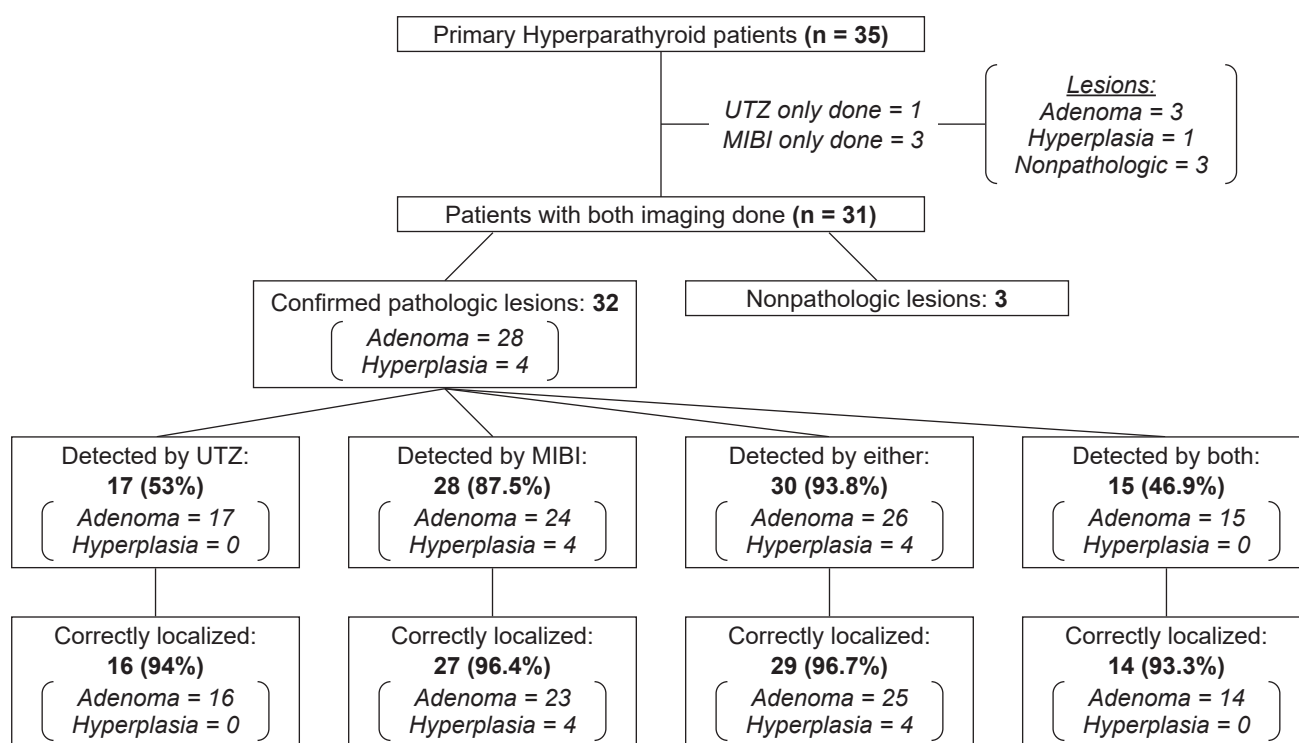 Primary Hyperparathyroid patients (n = 35)
UTZ only done = 1
MIBI only done = 3
Lesions:
Adenoma = 3
Hyperplasia = 1
Nonpathologic = 3
Patients with both imaging done (n = 31)
Confirmed pathologic lesions: 32
Adenoma = 28
Hyperplasia = 4
Nonpathologic lesions: 3
Detected by UTZ:
17 (53%)
Adenoma = 17
Hyperplasia = 0
Detected by MIBI:
28 (87.5%)
Adenoma = 24
Hyperplasia = 4
Detected by either:
30 (93.8%)
Adenoma = 26
Hyperplasia = 4
Detected by both:
15 (46.9%)
Adenoma = 15
Hyperplasia = 0
Correctly localized:
16 (94%)
Adenoma = 16
Hyperplasia = 0
Correctly localized:
27 (96.4%)
Adenoma = 23
Hyperplasia = 4
Correctly localized:
29 (96.7%)
Adenoma = 25
Hyperplasia = 4
Correctly localized:
14 (93.3%)
Adenoma = 14
Hyperplasia = 0